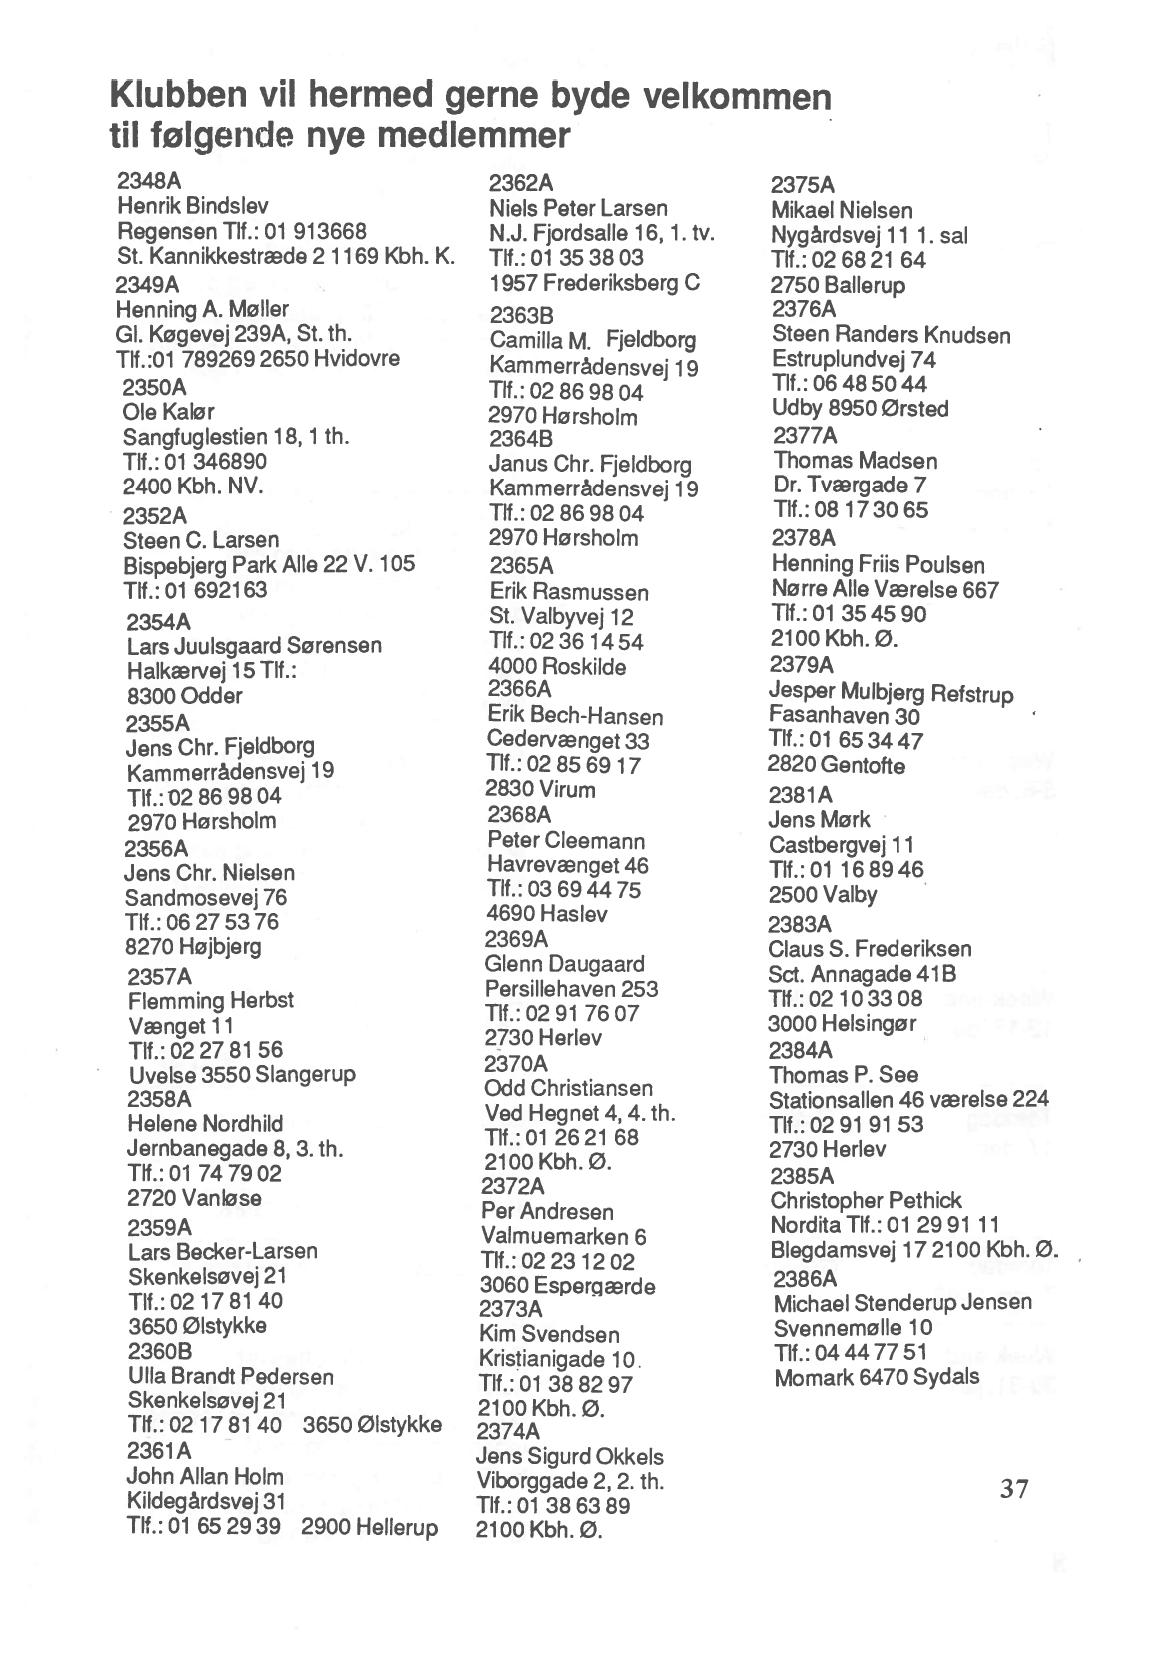 Klubben vil hermed gerne byde velkommen
til følgende nye medlemmer
2348A
Henrik Bindslev
Regensen Tlf.: 01 913668
St. Kannikkestræde 2 1169 Kbh. K.
2349A
Henning A. Møller
Gl. Køgevej 239A, St. th.
Tlf.:01 789269 2650 Hvidovre
2350A
Ole Kalør
Sangfuglestien 18, 1 th.
Tlf.: 01 346890
2400 Kbh. NV.
2352A
Steen C. Larsen
Bispebjerg Park Alle 22 V. 105
Tlf.: 01 692163
2354A
Lars Juulsgaard Sørensen
Halkærvej 15 Tlf.:
8300 Odder
2355A
Jens Chr. Fjeldborg
Kammerrådensvej 19
Tlf.: 02 86 98 04
2970 Hørsholm
2356A
Jens Chr. Nielsen
Sandmosevej 76
Tlf.: 06 27 53 76
8270 Højbjerg
2357A
Flemming Herbst
Vænget 11
Tlf.: 02 27 81 56
Uvelse 3550 Slangerup
2358A
Helene Nordhild
Jernbanegade 8, 3. th.
Tlf.: 01 74 79 02
2720 Vanløse
2359A
Lars Becker-Larsen
Skenkelsøvej 21
Tlf.: 02 17 81 40
3650 Ølstykke
2360B
Ulla Brandt Pedersen
Skenkelsøvej 21
Tlf.: 02 17 81 40 3650 Ølstykke
2361A
John Allan Holm
Kildegårdsvej 31
Tlf.: 01 65 29 39 2900 Hellerup
2362A
Niels Peter Larsen
N.J. Fjordsalle 16, 1. tv.
Tlf.: 01 35 38 03
1957 Frederiksberg C
2363B
Camilla M. Fjeldborg
Kammerrådensvej 19
Tlf.: 02 86 98 04
2970 Hørsholm
2364B
Janus Chr. Fjeldborg
Kammerrådensvej 19
Tlf.: 02 86 98 04
2970 Hørsholm
2365A
Erik Rasmussen
St. Valbyvej 12
Tlf.: 02 36 14 54
4000 Roskilde
2366A
Erik Bech-Hansen
Cedervænget 33
Tlf.: 02 85 69 17
2830 Virum
2368A
Peter Cleemann
Havrevænget 46
Tlf.: 03 69 44 75
4690 Haslev
2369A
Glenn Daugaard
Persillehaven 253
Tlf.: 02 91 76 07
2730 Herlev
2370A
Odd Christiansen
Ved Hegnet 4, 4. th.
Tlf.: 01 26 21 68
2100 Kbh. Ø.
2372A
Per Andresen
Valmuemarken 6
Tlf.: 02 23 12 02
3060 Espergærde
2373A
Kim Svendsen
Kristianigade 10.
Tlf.: 01 38 82 97
2100 Kbh. Ø.
2374A
Jens Sigurd Okkels
Viborggade 2, 2. th.
Tlf.: 01 38 63 89
2100 Kbh. Ø.
2375A
Mikael Nielsen
Nygårdsvej 11 1. sal
Tlf.: 02 68 21 64
2750 Ballerup
2376A
Steen Randers Knudsen
Estruplundvej 74
Tlf.: 06 48 50 44
Udby 8950 Ørsted
2377A
Thomas Madsen
Dr. Tværgade 7
Tlf.: 08 17 30 65
2378A
Henning Friis Poulsen
Nørre Alle Værelse 667
Tlf.: 01 35 45 90
2100 Kbh. Ø.
2379A
Jesper Mulbjerg Refstrup
Fasanhaven 30
Tlf.: 01 65 34 47
2820 Gentofte
2381A
Jens Mørk
Castbergvej 11
Tlf.: 01 16 89 46
2500 Valby
2383A
Claus S. Frederiksen
Sct. Annagade 41B
Tlf.: 02 10 33 08
3000 Helsingør
2384A
Thomas P. See
Stationsallen 46 værelse 224
Tlf.: 02 91 91 53
2730 Herlev
2385A
Christopher Pethick
Nordita Tlf.: 01 29 91 11
Blegdamsvej 17 2100 Kbh. Ø.
2386A
Michael Stenderup Jensen
Svennemølle 10
Tlf.: 04 44 77 51
Momark 6470 Sydals
37